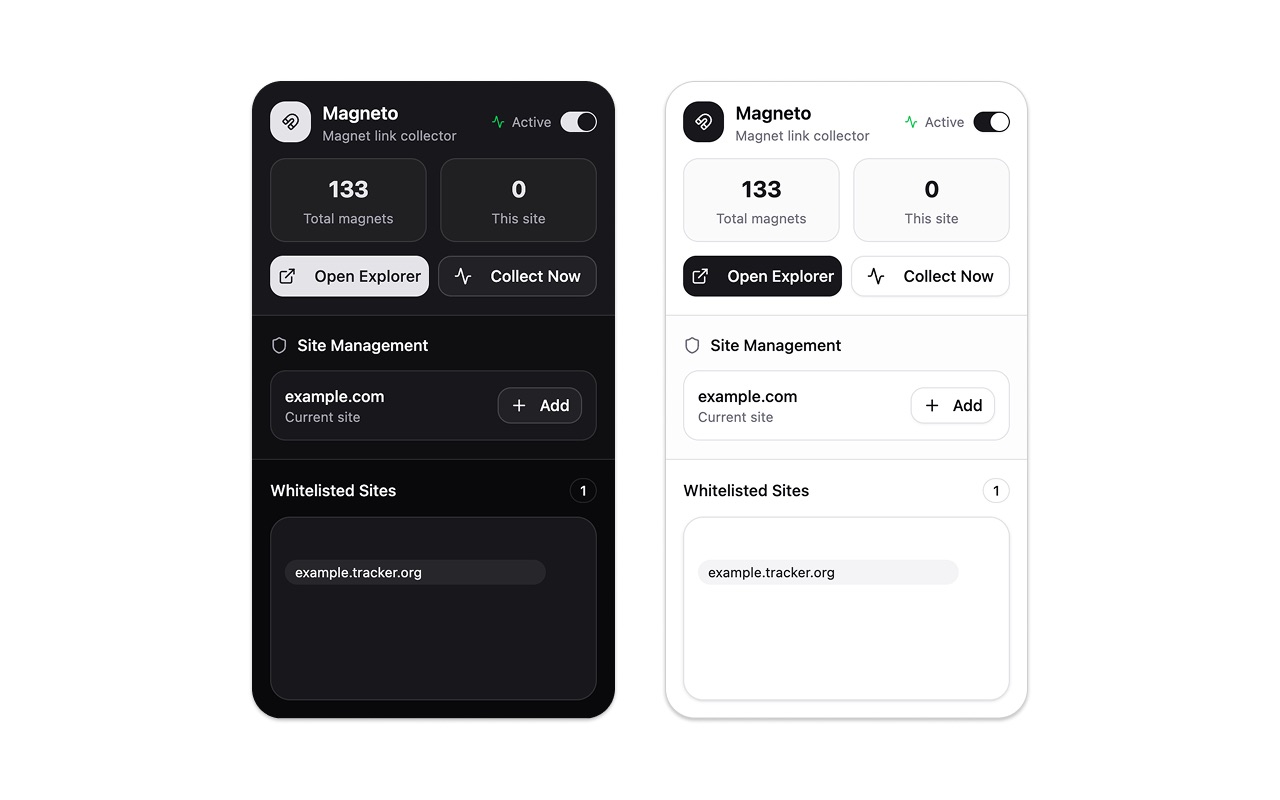 Magneto
Magnet link collector
Active
133
Total magnets
0
This site
Open Explorer
Collect Now
Site Management
example.com
Current site
Add
Whitelisted Sites
1
example.tracker.org
Magneto
Magnet link collector
Active
133
Total magnets
0
This site
Open Explorer
Collect Now
Site Management
example.com
Current site
Add
Whitelisted Sites
1
example.tracker.org